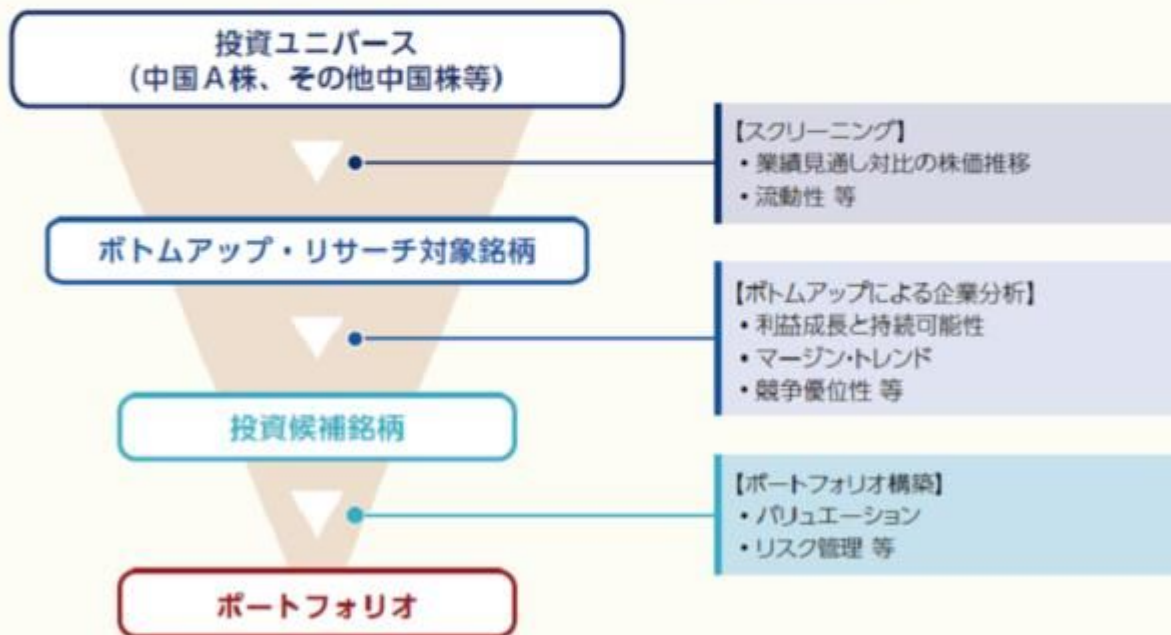 投資ユニバース
(中国A株、その他中国株等)
【スクリーニング】
・業績見通し対比の株価推移
・流動性 等
ボトムアップ・リサーチ対象銘柄
【ボトムアップによる企業分析】
・利益成長と持続可能性
・マージン・トレンド
・競争優位性 等
投資候補銘柄
【ポートフォリオ構築】
・バリュエーション
・リスク管理 等
ポートフォリオ